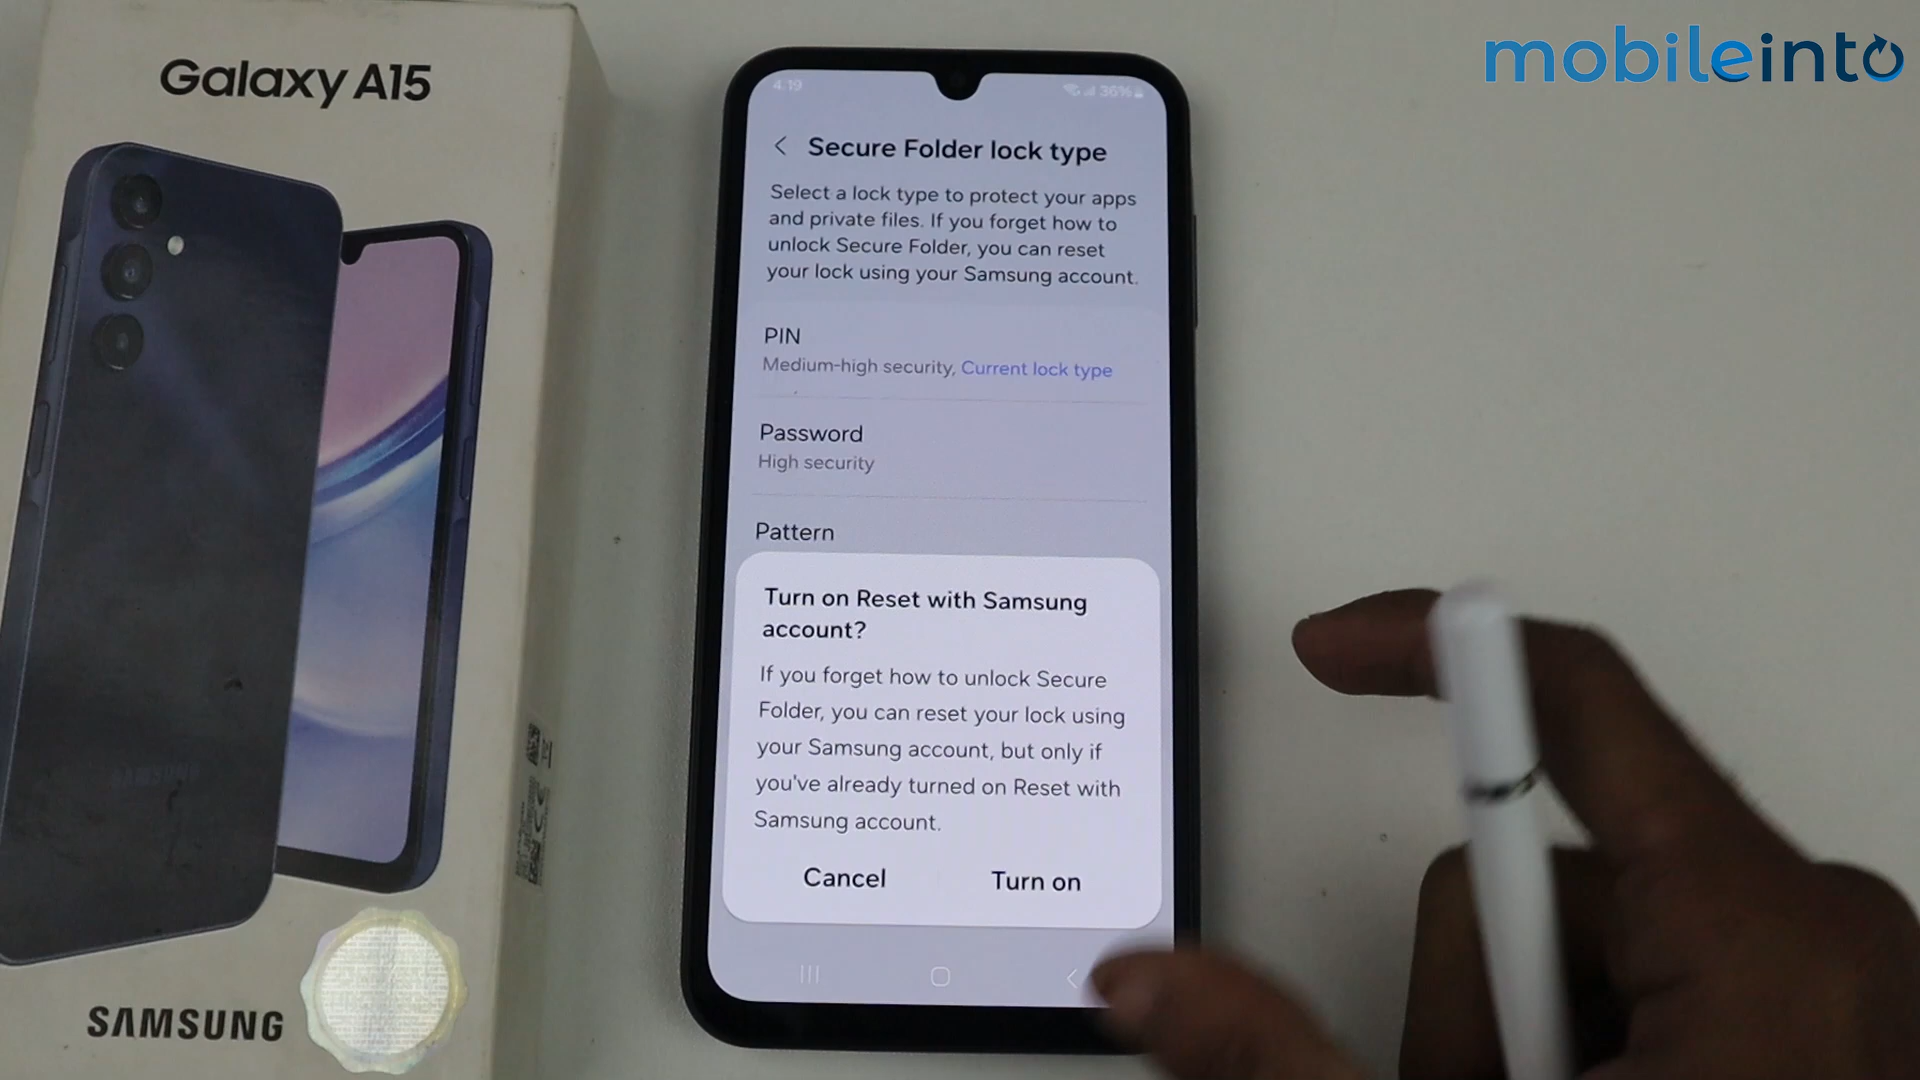 Galaxy A15
SAMSUNG
SAMSUNG
mobileinto
4:19
36%
Secure Folder lock type
Select a lock type to protect your apps
and private files. If you forget how to
unlock Secure Folder, you can reset
your lock using your Samsung account.
PIN
Medium-high security, Current lock type
Password
High security
Pattern
Turn on Reset with Samsung
account?
If you forget how to unlock Secure
Folder, you can reset your lock using
your Samsung account, but only if
you've already turned on Reset with
Samsung account.
Cancel
Turn on